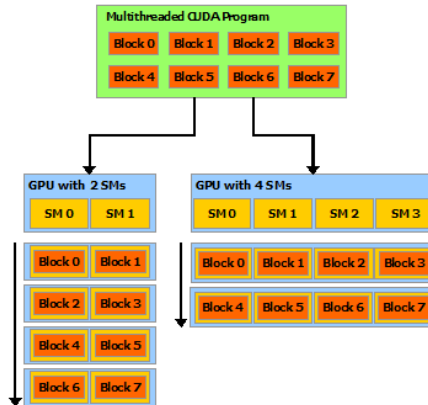 Multithreaded CUDA Program
Block 0 Block 1 Block 2 Block 3
Block 4 Block 5 Block 6 Block 7
GPU with 2 SMs
SM 0 SM 1
Block 0 Block 1
Block 2 Block 3
Block 4 Block 5
Block 6 Block 7
GPU with 4 SMs
SM 0 SM 1 SM 2 SM 3
Block 0 Block 1 Block 2 Block 3
Block 4 Block 5 Block 6 Block 7